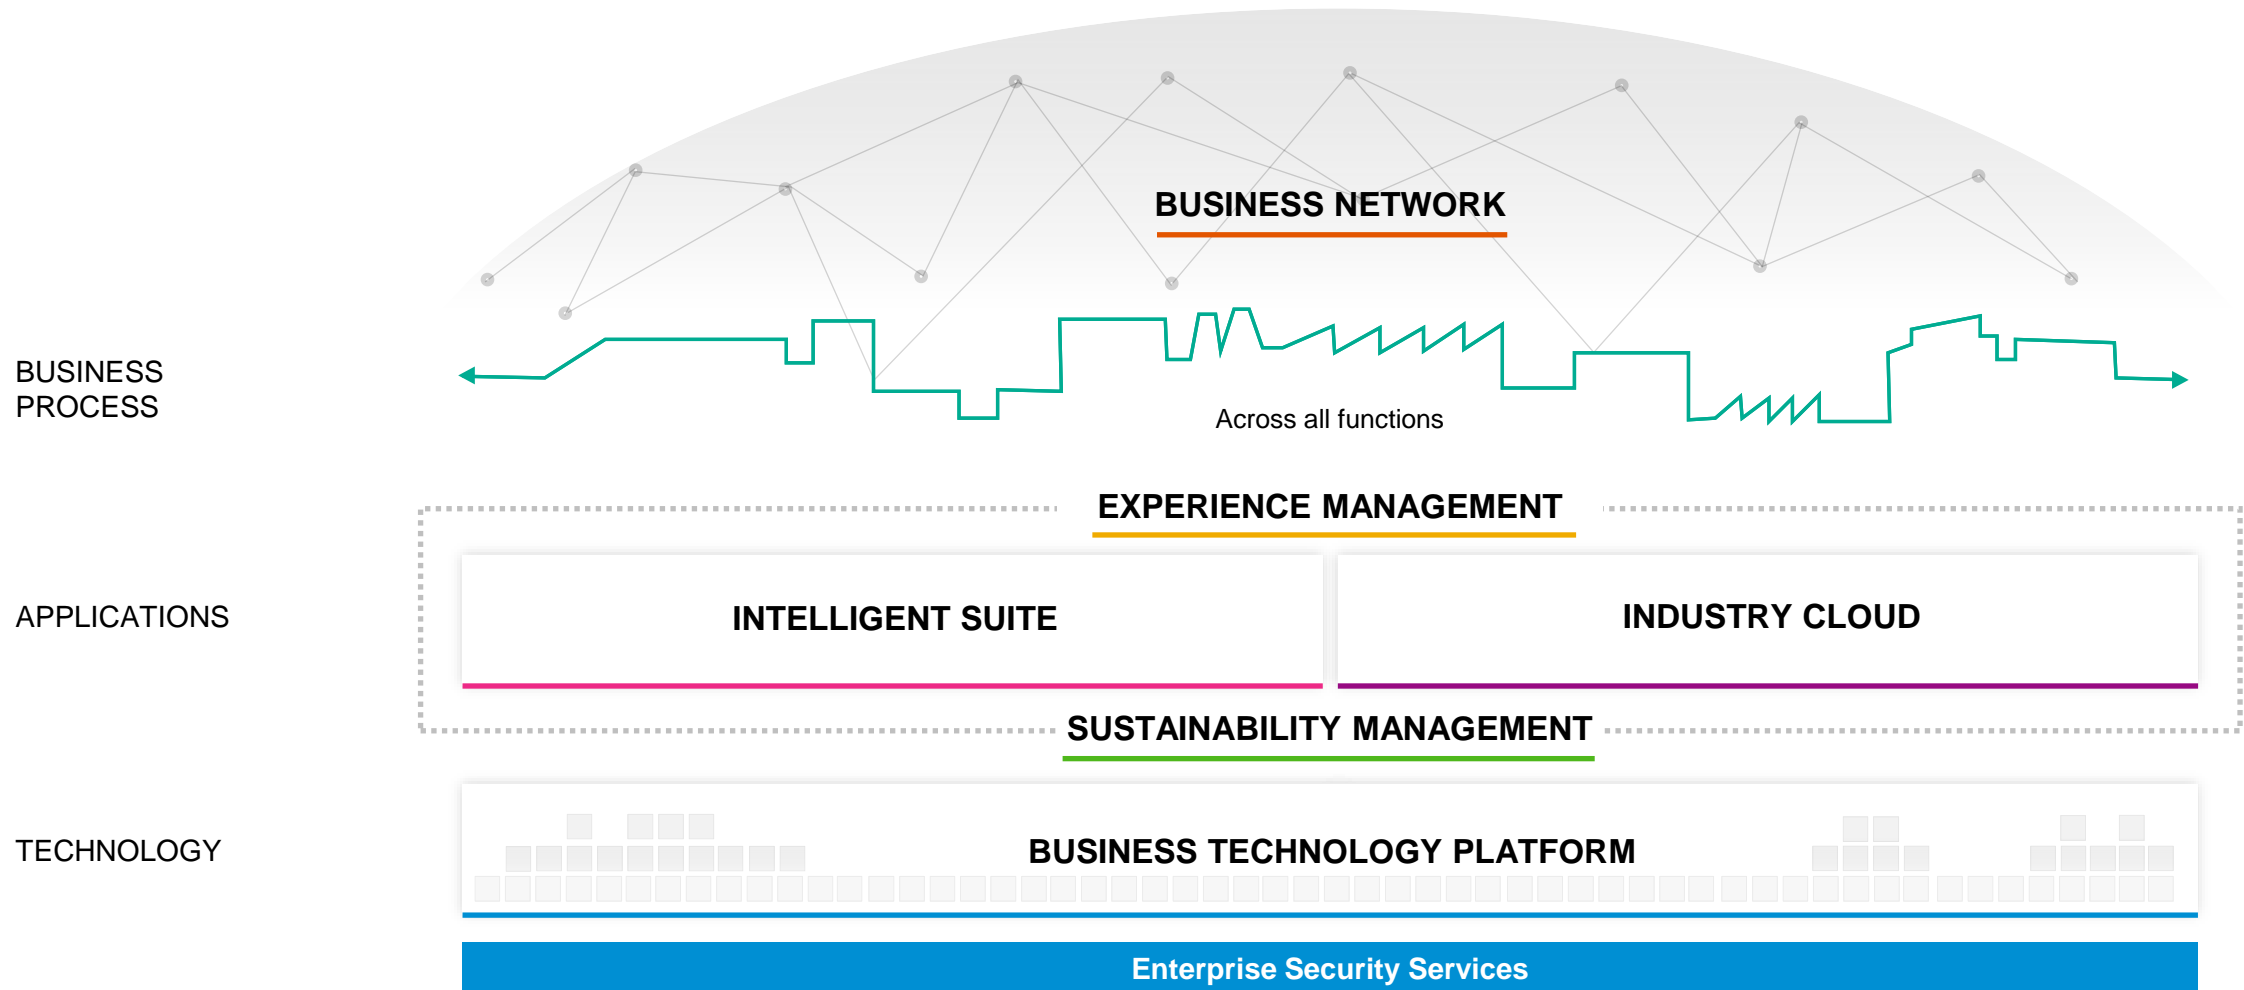 BUSINESS NETWORK
BUSINESS
PROCESS
Across all functions
EXPERIENCE MANAGEMENT
APPLICATIONS
INTELLIGENT SUITE
INDUSTRY CLOUD
SUSTAINABILITY MANAGEMENT
TECHNOLOGY
BUSINESS TECHNOLOGY PLATFORM
Enterprise Security Services